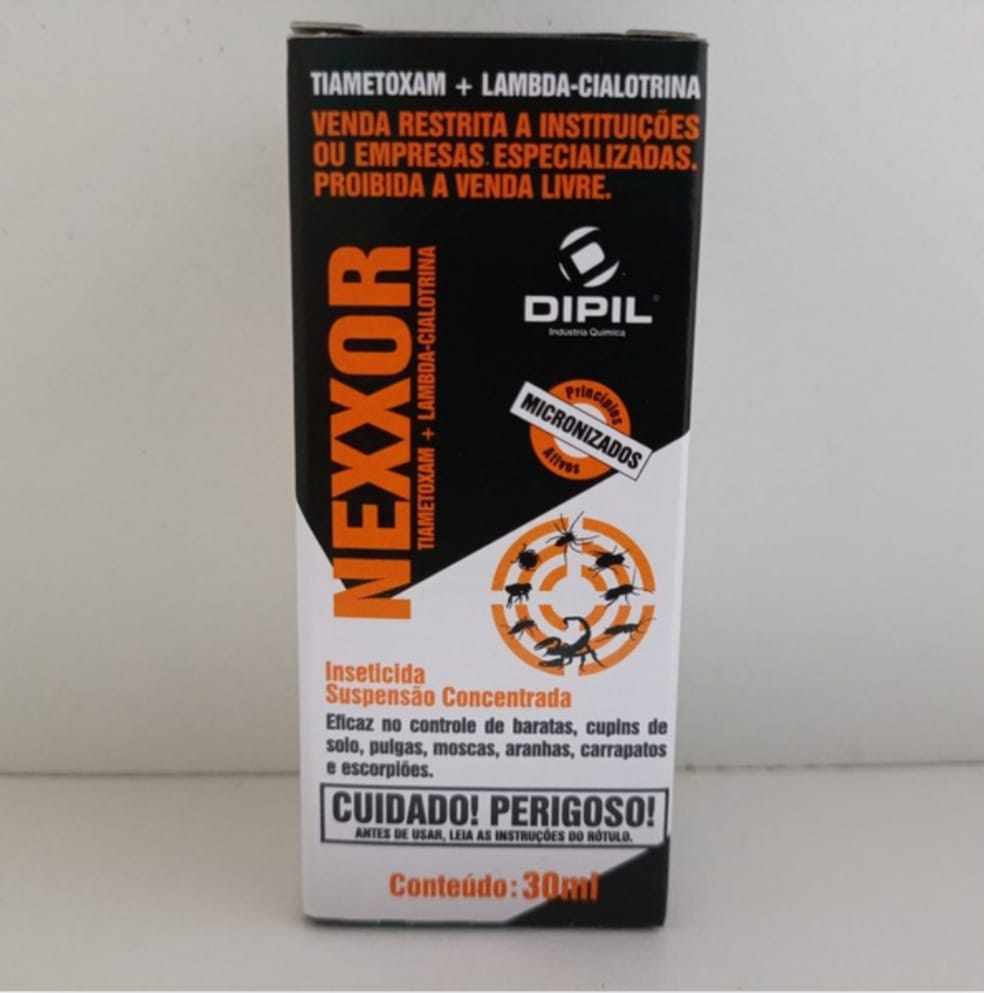 TIAMETOXAM + LAMBDA-CIALOTRINA
VENDA RESTRITA A INSTITUIÇÕES
OU EMPRESAS ESPECIALIZADAS.
PROIBIDA A VENDA LIVRE.
NEXXOR
TIAMETOXAM + LAMBDA-CIALOTRINA
DIPIL
Industria Química
Princípios
MICRONIZADOS
Ativos
Inseticida
Suspensão Concentrada
Eficaz no controle de baratas, cupins de
solo, pulgas, moscas, aranhas, carrapatos
e escorpiões.
CUIDADO! PERIGOSO!
ANTES DE USAR, LEIA AS INSTRUÇÕES DO RÓTULO.
Conteúdo: 30ml